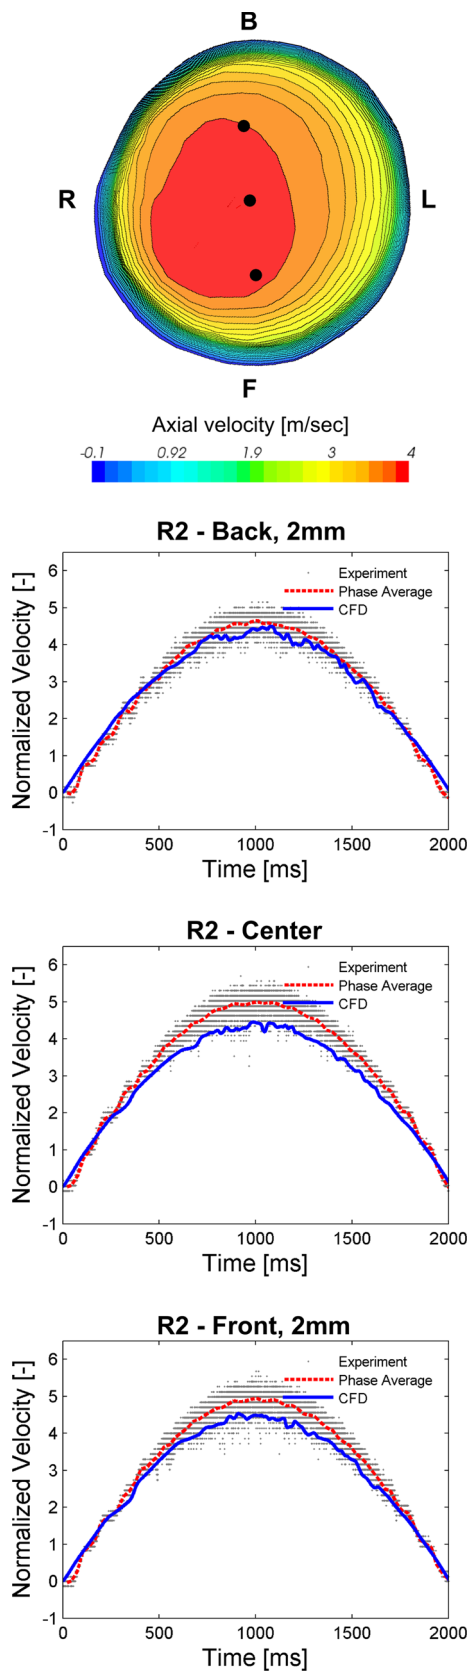 B
R L
F
Axial velocity [m/sec]
-0.1 0.92 1.9 3 4
R2 - Back, 2mm
Experiment
Phase Average
CFD
Normalized Velocity [-]
6
5
4
3
2
1
0
-1
0 500 1000 1500 2000
Time [ms]
R2 - Center
Experiment
Phase Average
CFD
Normalized Velocity [-]
6
5
4
3
2
1
0
-1
0 500 1000 1500 2000
Time [ms]
R2 - Front, 2mm
Experiment
Phase Average
CFD
Normalized Velocity [-]
6
5
4
3
2
1
0
-1
0 500 1000 1500 2000
Time [ms]